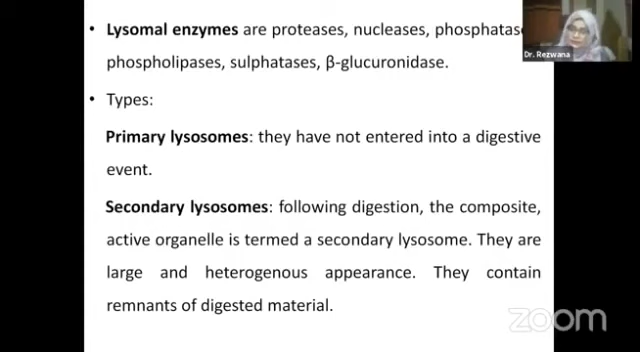 • Lysomal enzymes are proteases, nucleases, phosphatase
phospholipases, sulphatases, β-glucuronidase.
• Types:
Primary lysosomes: they have not entered into a digestive
event.
Secondary lysosomes: following digestion, the composite,
active organelle is termed a secondary lysosome. They are
large and heterogenous appearance. They contain
remnants of digested material.
Dr. Rezwana
zoom